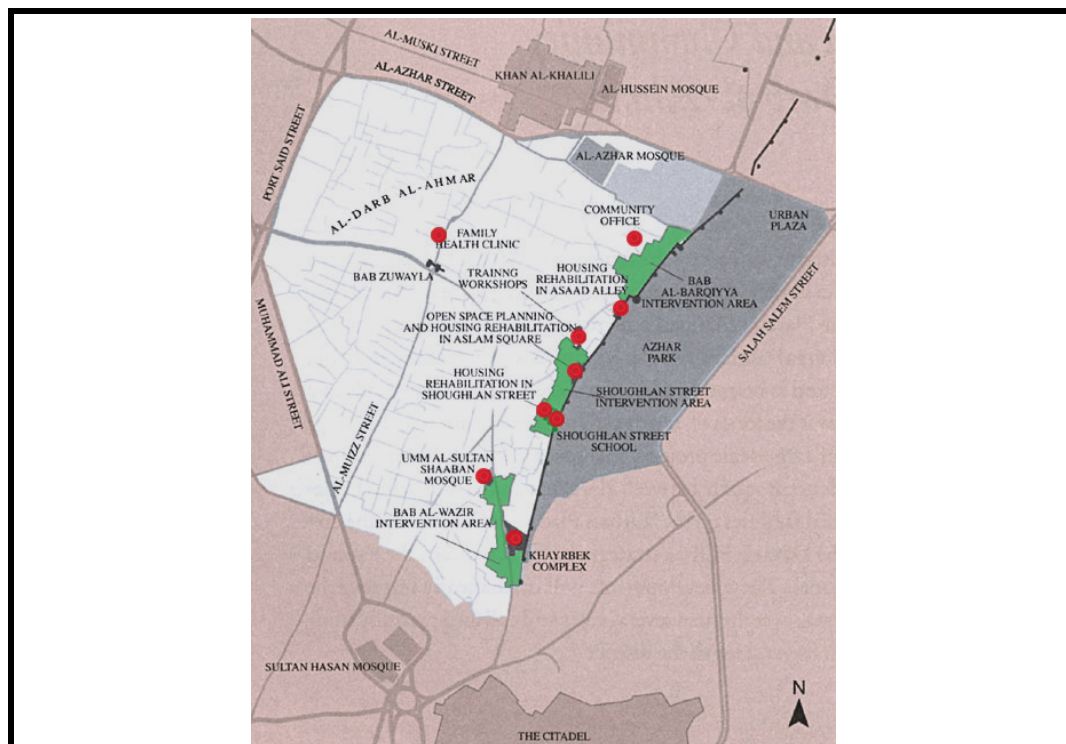 AL-MUSKI STREET
AL-AZHAR STREET
KHAN AL-KHALILI
AL-HUSSEIN MOSQUE
PORT SAID STREET
AL-AZHAR MOSQUE
AL-DARB AL-AHMAR
COMMUNITY
OFFICE
URBAN
PLAZA
FAMILY
HEALTH CLINIC
BAB ZUWAYLA
TRAINNG
WORKSHOPS
HOUSING
REHABILITATION
IN ASAAD ALLEY
BAB
AL-BARQIYYA
INTERVENTION AREA
SALAH SALEM STREET
MUHAMMAD ALI STREET
OPEN SPACE PLANNING
AND HOUSING REHABILITATION
IN ASLAM SQUARE
AZHAR
PARK
HOUSING
REHABILITATION IN
SHOUGHLAN STREET
SHOUGHLAN STREET
INTERVENTION AREA
SHOUGHLAN STREET
SCHOOL
AL-MUIZZ STREET
UMM AL-SULTAN
SHAABAN
MOSQUE
BAB AL-WAZIR
INTERVENTION AREA
KHAYRBEK
COMPLEX
SULTAN HASAN MOSQUE
N
THE CITADEL